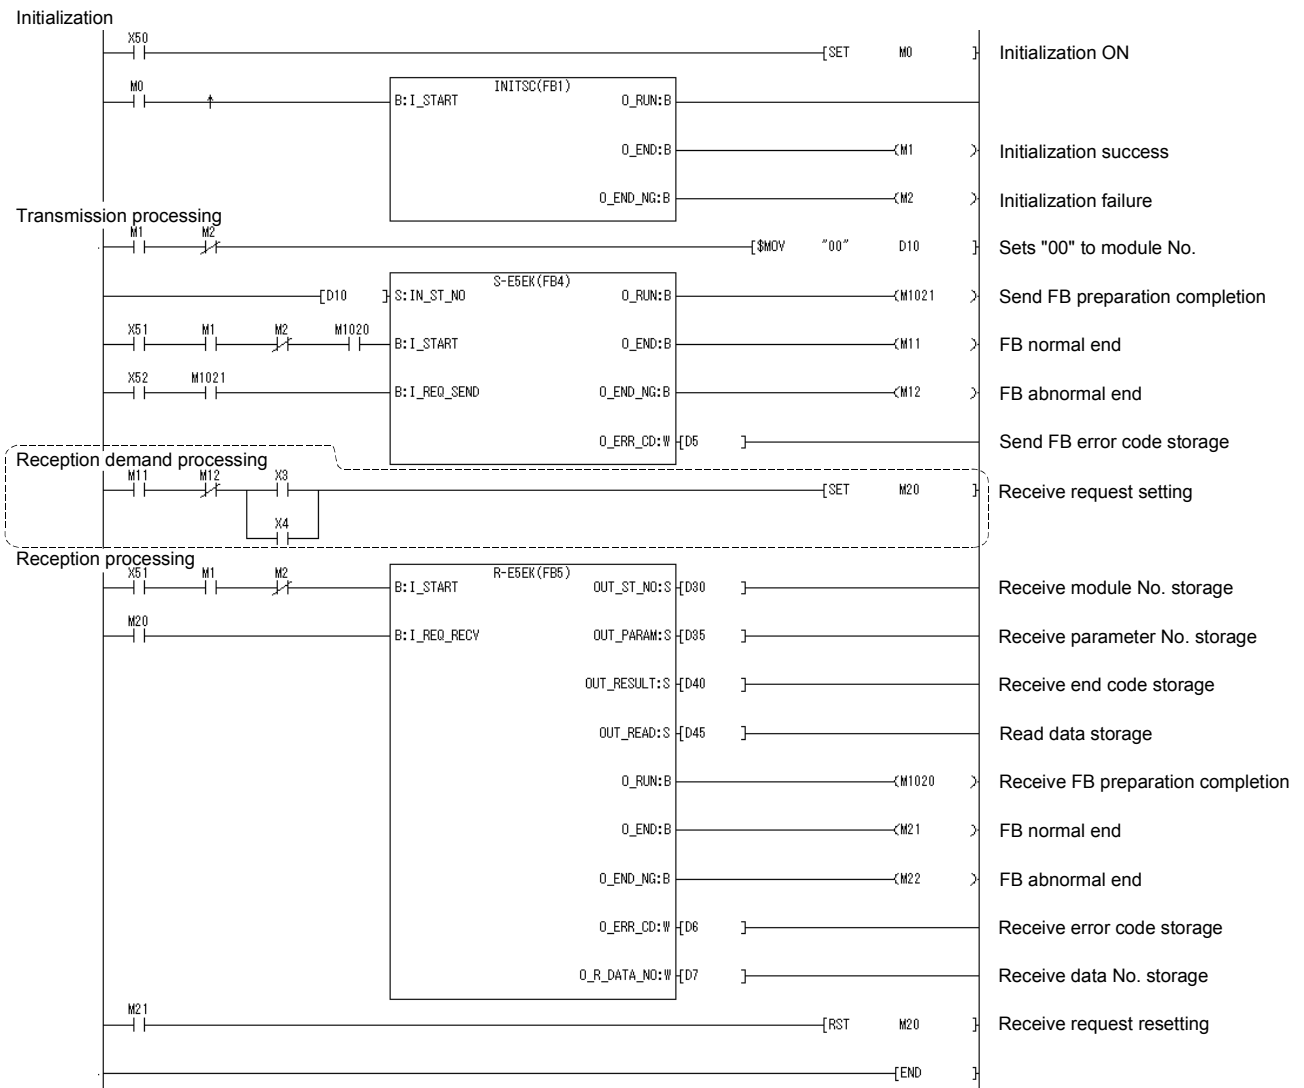 Initialization
X50
[SET M0 ] Initialization ON
M0 INITSC(FB1)
B:I_START O_RUN:B
O_END:B (M1 ) Initialization success
O_END_NG:B (M2 ) Initialization failure
Transmission processing
M1 M2
[$MOV "00" D10 ] Sets "00" to module No.
S-E5EK(FB4)
[D10 ] S:IN_ST_NO O_RUN:B (M1021 ) Send FB preparation completion
X51 M1 M2 M1020
B:I_START O_END:B (M11 ) FB normal end
X52 M1021
B:I_REQ_SEND O_END_NG:B (M12 ) FB abnormal end
O_ERR_CD:W [D5 ] Send FB error code storage
Reception demand processing
M11 M12 X3
[SET M20 ] Receive request setting
X4
Reception processing
X51 M1 M2 R-E5EK(FB5)
B:I_START OUT_ST_NO:S [D30 ] Receive module No. storage
M20
B:I_REQ_RECV OUT_PARAM:S [D35 ] Receive parameter No. storage
OUT_RESULT:S [D40 ] Receive end code storage
OUT_READ:S [D45 ] Read data storage
O_RUN:B (M1020 ) Receive FB preparation completion
O_END:B (M21 ) FB normal end
O_END_NG:B (M22 ) FB abnormal end
O_ERR_CD:W [D6 ] Receive error code storage
O_R_DATA_NO:W [D7 ] Receive data No. storage
M21
[RST M20 ] Receive request resetting
[END ]